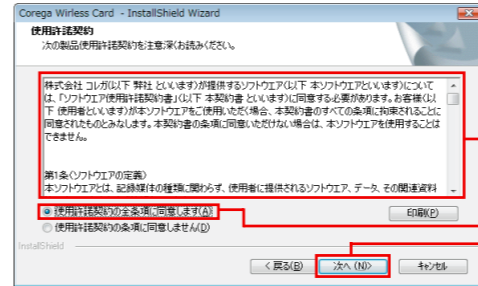 Corega Wirless Card - InstallShield Wizard
使用許諾契約
次の製品使用許諾契約を注意深くお読みください。
株式会社 コレガ(以下 弊社 といいます)が提供するソフトウエア(以下 本ソフトウエアといいます)について
は、「ソフトウエア使用許諾契約書」(以下 本契約書 といいます)に同意する必要があります。お客様(以
下 使用者といいます)が本ソフトウエアをご使用いただく場合、本契約書のすべての条項に拘束されることに
同意されたものとみなします。本契約書の条項に同意いただけない場合は、本ソフトウエアを使用することは
できません。
第1条(ソフトウエアの定義)
本ソフトウエアとは、記録媒体の種類に関わらず、使用者に提供されるソフトウエア、データ、その関連資料
使用許諾契約の全条項に同意します(A)
印刷(P)
使用許諾契約の条項に同意しません(D)
InstallShield
< 戻る(B)
次へ (N)>
キャンセル